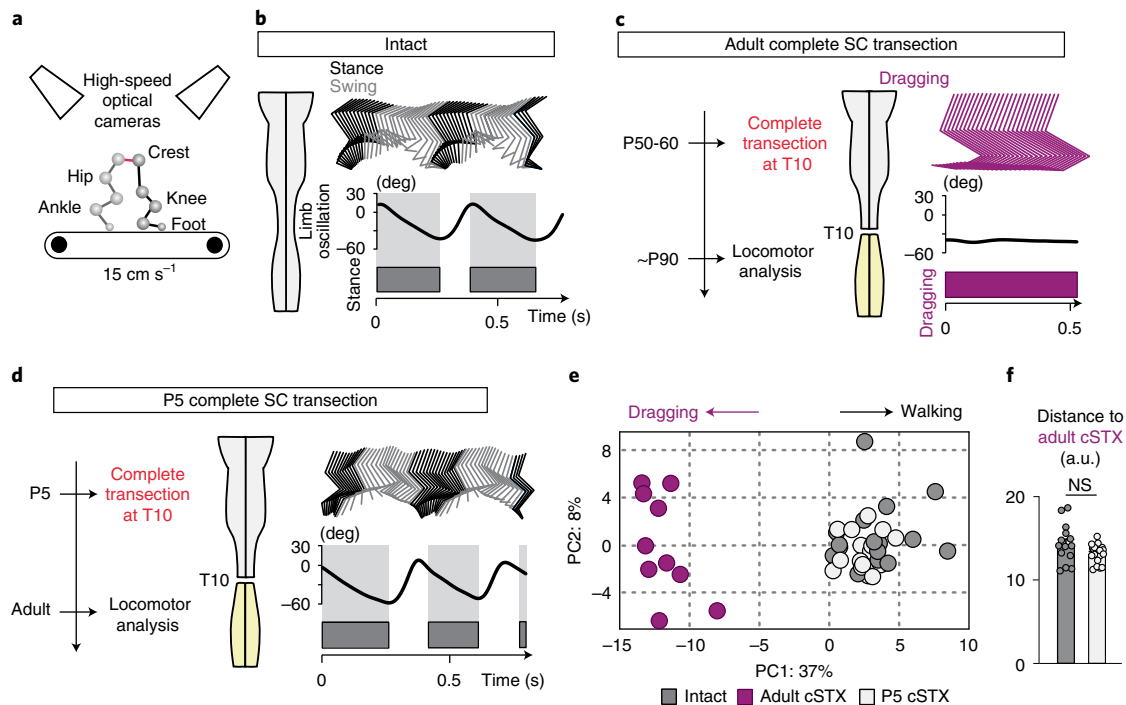 a
High-speed
optical
cameras
Crest
Hip
Knee
Ankle
Foot
15 cm s⁻¹
b
Intact
Stance
Swing
(deg)
30
0
−60
Limb
oscillation
Stance
0
0.5
Time (s)
c
Adult complete SC transection
Dragging
P50-60
Complete
transection
at T10
T10
~P90
Locomotor
analysis
(deg)
30
0
−60
Dragging
0
0.5
d
P5 complete SC transection
P5
Complete
transection
at T10
T10
Adult
Locomotor
analysis
(deg)
30
0
−60
0
0.5
Time (s)
e
Dragging
Walking
PC2: 8%
8
4
0
−4
−15
−10
−5
0
5
10
PC1: 37%
Intact
Adult cSTX
P5 cSTX
f
Distance to
adult cSTX
(a.u.)
NS
20
10
0